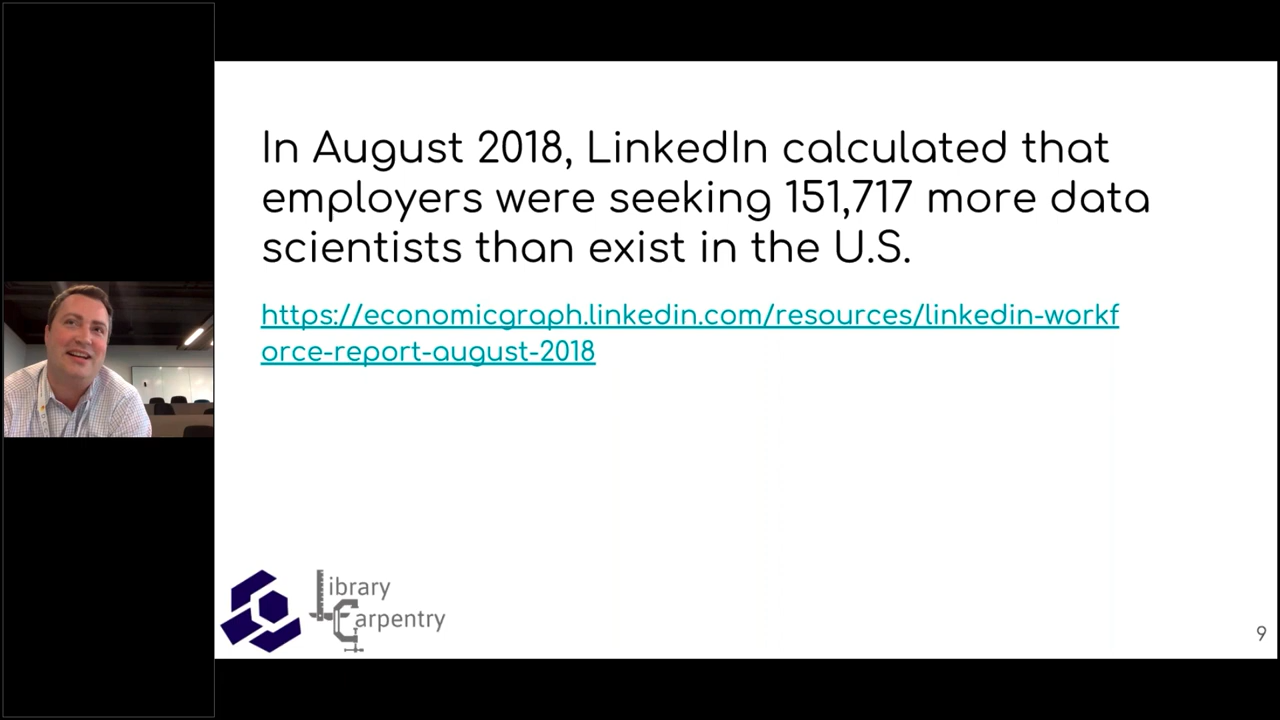 In August 2018, LinkedIn calculated that
employers were seeking 151,717 more data
scientists than exist in the U.S.
https://economicgraph.linkedin.com/resources/linkedin-workf
orce-report-august-2018
Library
Carpentry
9